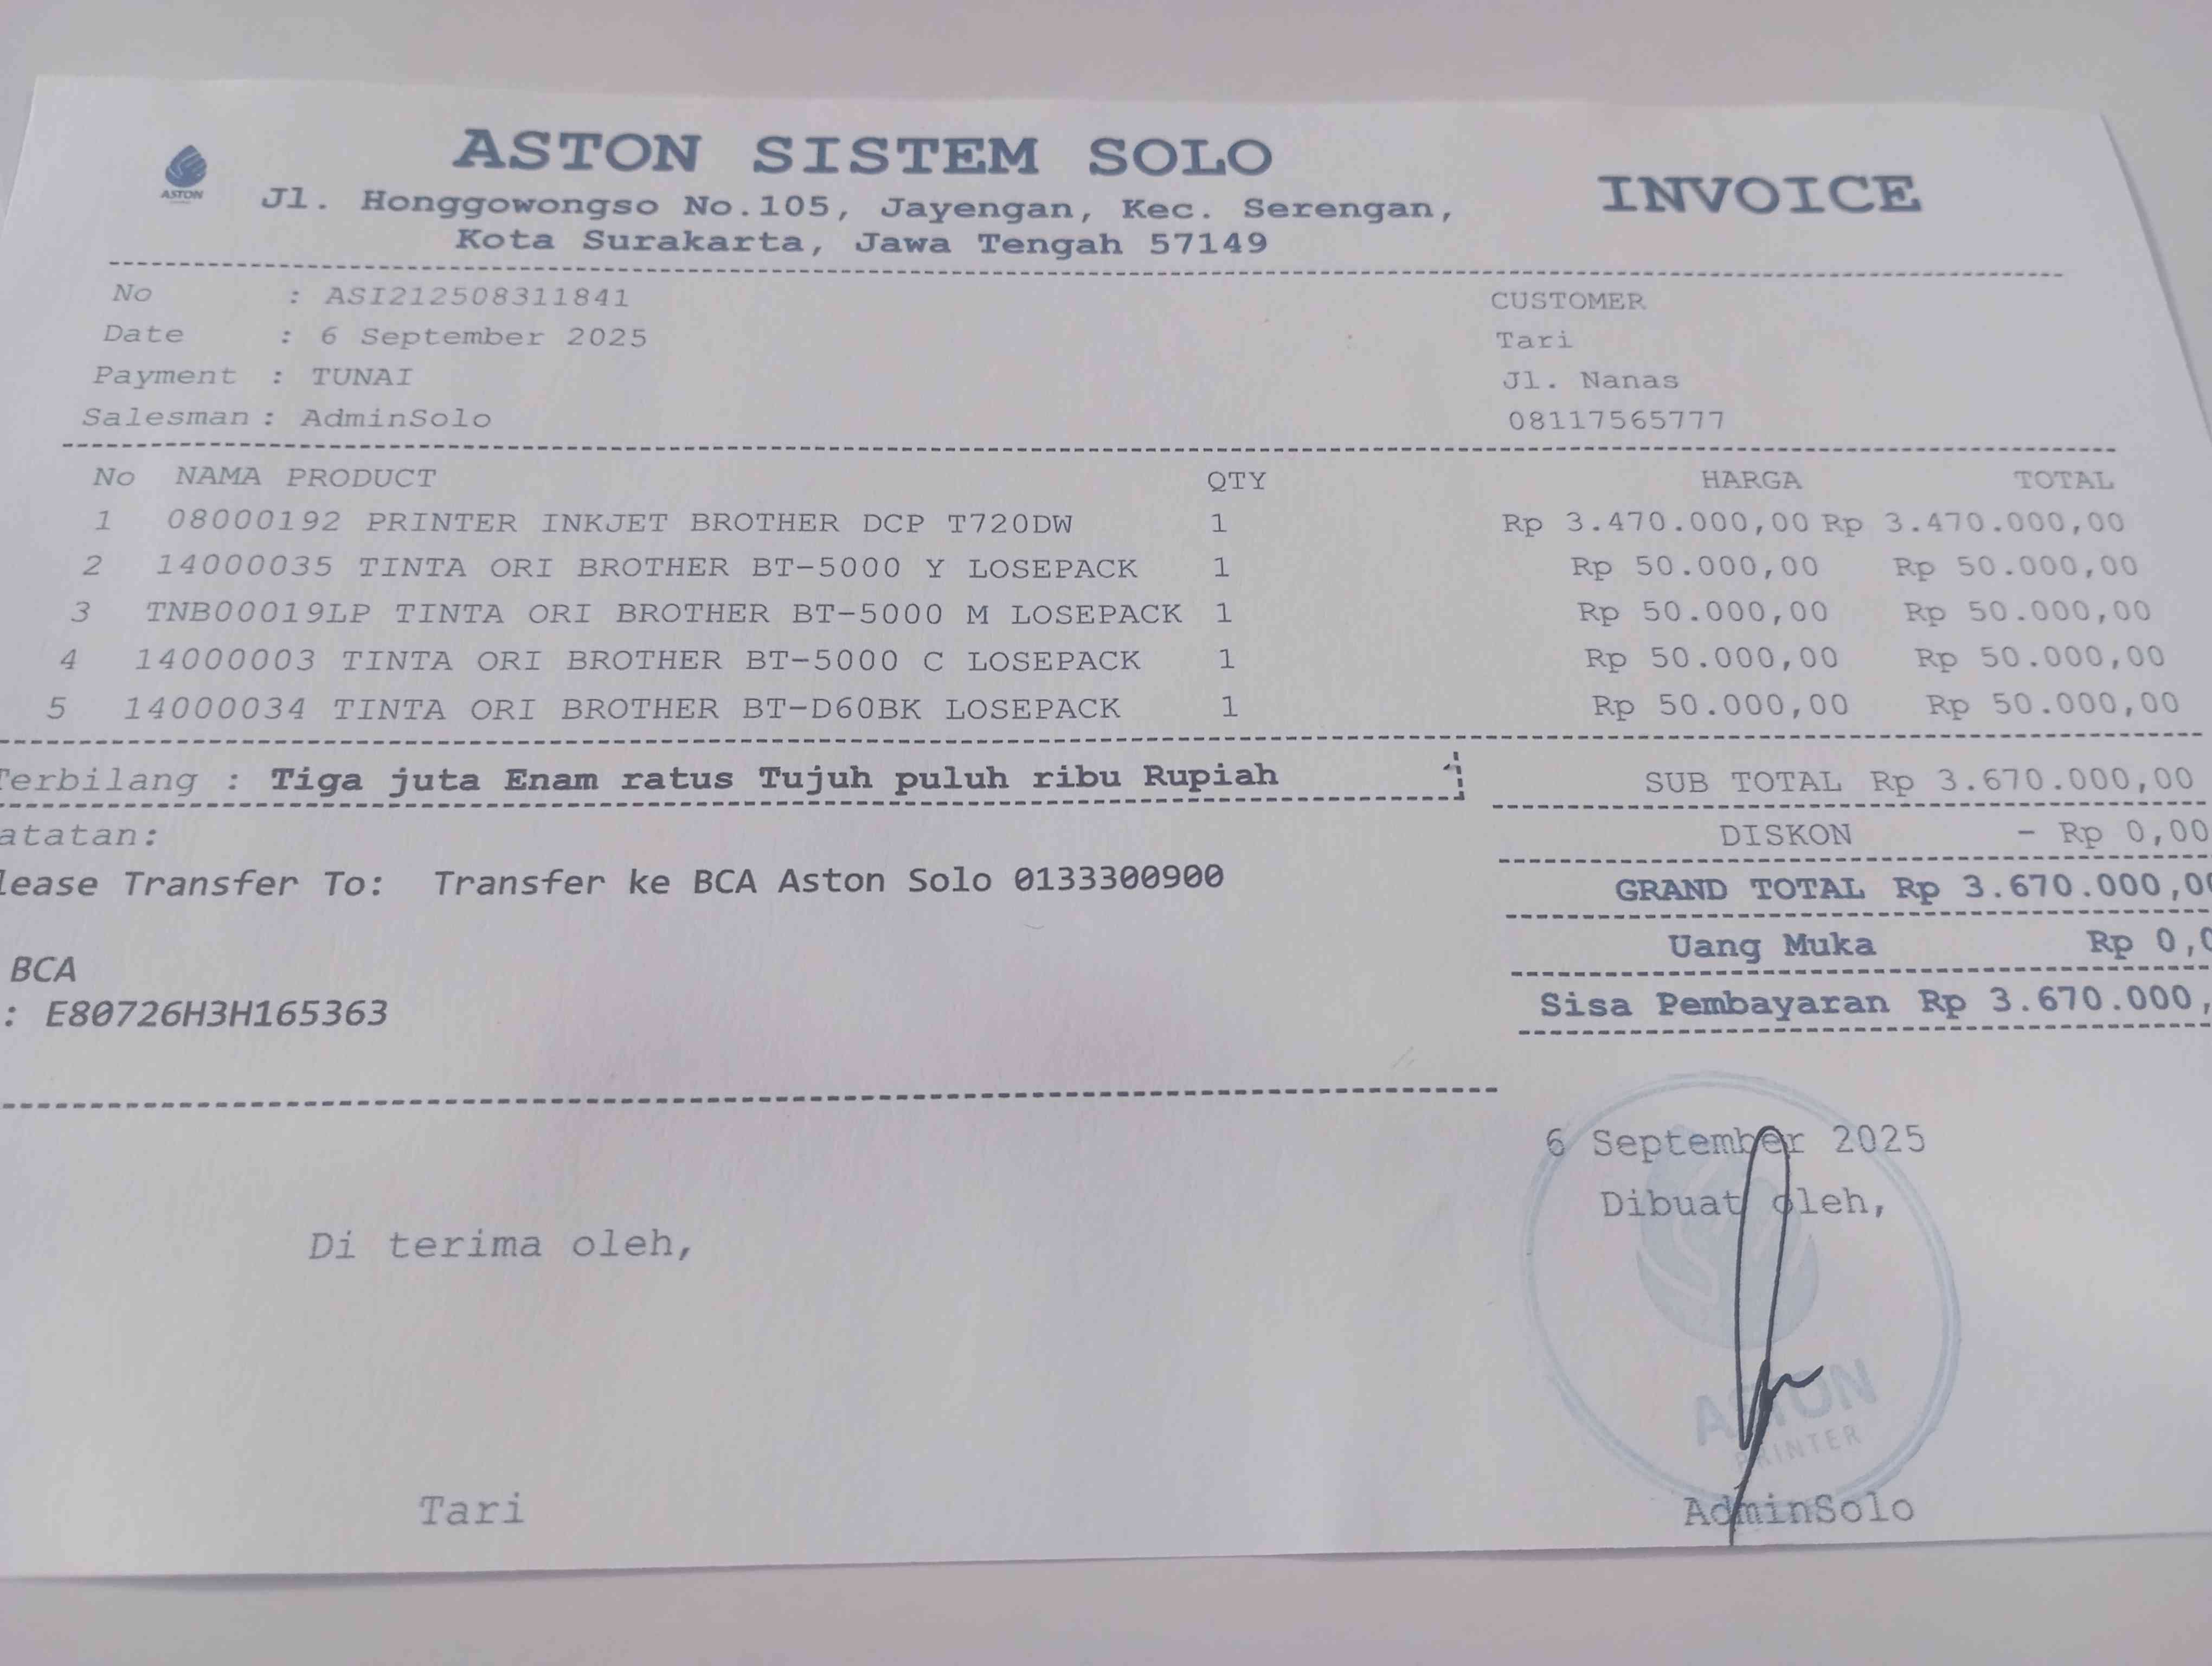 ASTON SISTEM SOLO
INVOICE
ASTON
Jl. Honggowongso No.105, Jayengan, Kec. Serengan,
Kota Surakarta, Jawa Tengah 57149
No : ASI212508311841
Date : 6 September 2025
Payment : TUNAI
Salesman : AdminSolo
CUSTOMER
Tari
Jl. Nanas
08117565777
No NAMA PRODUCT QTY HARGA TOTAL
1 08000192 PRINTER INKJET BROTHER DCP T720DW 1 Rp 3.470.000,00 Rp 3.470.000,00
2 14000035 TINTA ORI BROTHER BT-5000 Y LOSEPACK 1 Rp 50.000,00 Rp 50.000,00
3 TNB00019LP TINTA ORI BROTHER BT-5000 M LOSEPACK 1 Rp 50.000,00 Rp 50.000,00
4 14000003 TINTA ORI BROTHER BT-5000 C LOSEPACK 1 Rp 50.000,00 Rp 50.000,00
5 14000034 TINTA ORI BROTHER BT-D60BK LOSEPACK 1 Rp 50.000,00 Rp 50.000,00
Terbilang : Tiga juta Enam ratus Tujuh puluh ribu Rupiah
atatan:
lease Transfer To: Transfer ke BCA Aston Solo 0133300900
BCA
: E80726H3H165363
SUB TOTAL Rp 3.670.000,00
DISKON - Rp 0,00
GRAND TOTAL Rp 3.670.000,00
Uang Muka Rp 0,0
Sisa Pembayaran Rp 3.670.000,
6 September 2025
Dibuat oleh,
ASTON
PRINTER
AdminSolo
Di terima oleh,
Tari